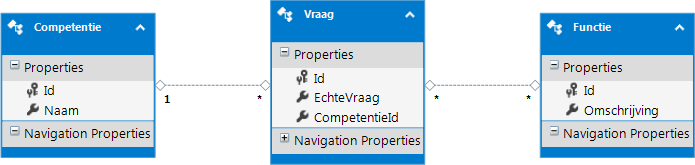 Competentie
Properties
Id
Naam
Navigation Properties
1
*
Vraag
Properties
Id
EchteVraag
CompetentieId
Navigation Properties
*
*
Functie
Properties
Id
Omschrijving
Navigation Properties